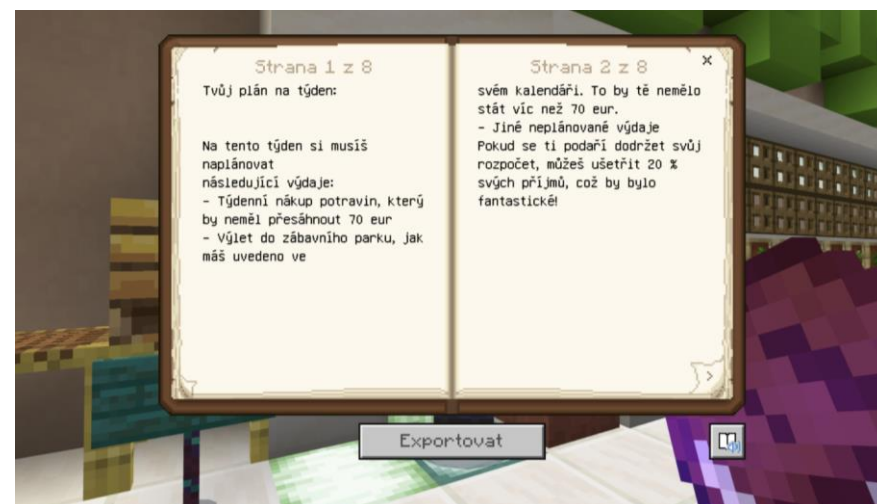 Strana 1 z 8
Tvůj plán na týden:
Na tento týden si musíš
naplánovat
následující výdaje:
- Týdenní nákup potravin, který
by neměl přesáhnout 70 eur
- Výlet do zábavního parku, jak
máš uvedeno ve
Strana 2 z 8
svém kalendáři. To by tě nemělo
stát víc než 70 eur.
- Jiné neplánované výdaje
Pokud se ti podaří dodržet svůj
rozpočet, můžeš ušetřit 20 %
svých příjmů, což by bylo
fantastické!
Exportovat